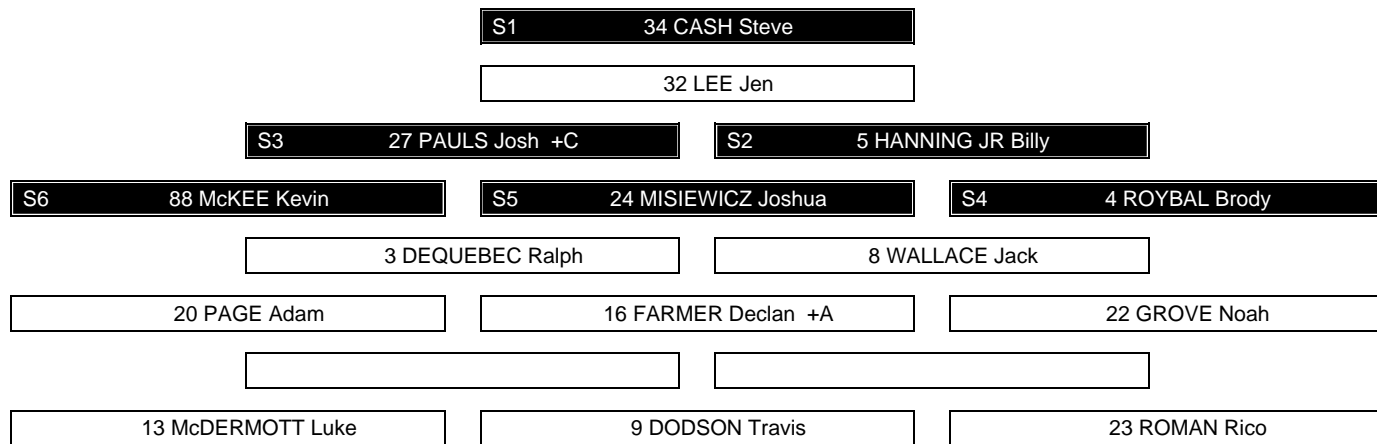 S1 34 CASH Steve
32 LEE Jen
S3 27 PAULS Josh +C S2 5 HANNING JR Billy
S6 88 McKEE Kevin S5 24 MISIEWICZ Joshua S4 4 ROYBAL Brody
3 DEQUEBEC Ralph 8 WALLACE Jack
20 PAGE Adam 16 FARMER Declan +A 22 GROVE Noah
13 McDERMOTT Luke 9 DODSON Travis 23 ROMAN Rico